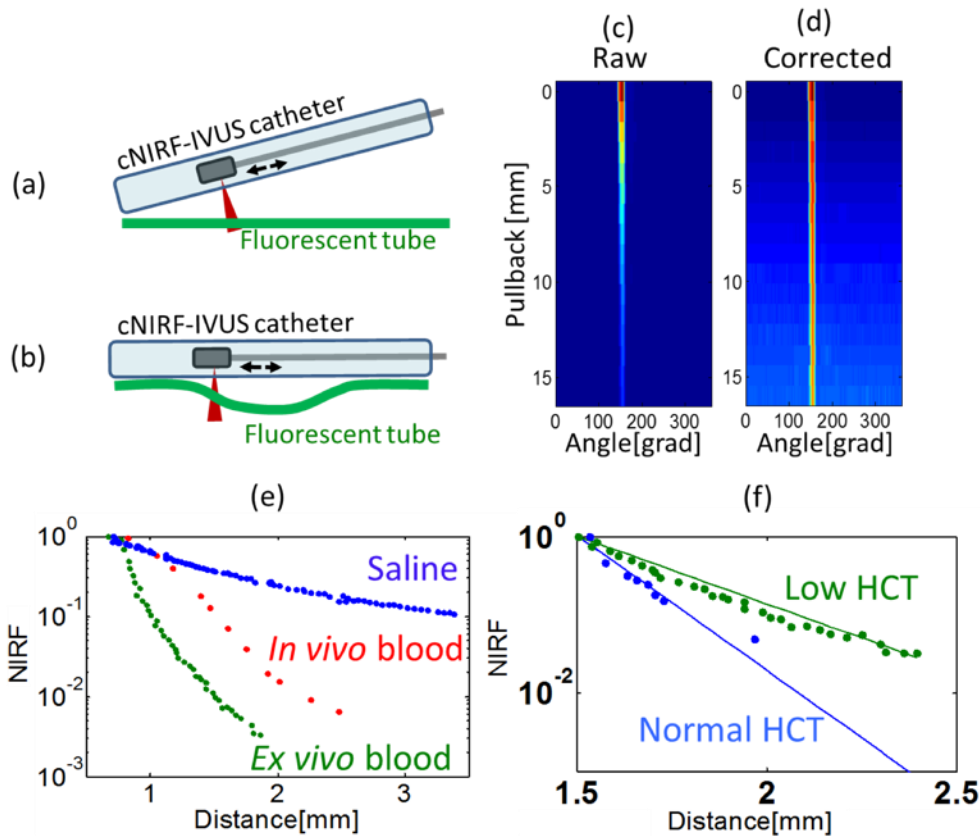 (a)
cNIRF-IVUS catheter
Fluorescent tube
(b)
cNIRF-IVUS catheter
Fluorescent tube
(c)
Raw
(d)
Corrected
0
5
10
15
Pullback [mm]
0 100 200 300
Angle[grad]
0
5
10
15
0 100 200 300
Angle[grad]
(e)
10^0
10^-1
10^-2
10^-3
NIRF
Saline
In vivo blood
Ex vivo blood
1 2 3
Distance[mm]
(f)
10^0
10^-2
NIRF
Low HCT
Normal HCT
1.5 2 2.5
Distance[mm]